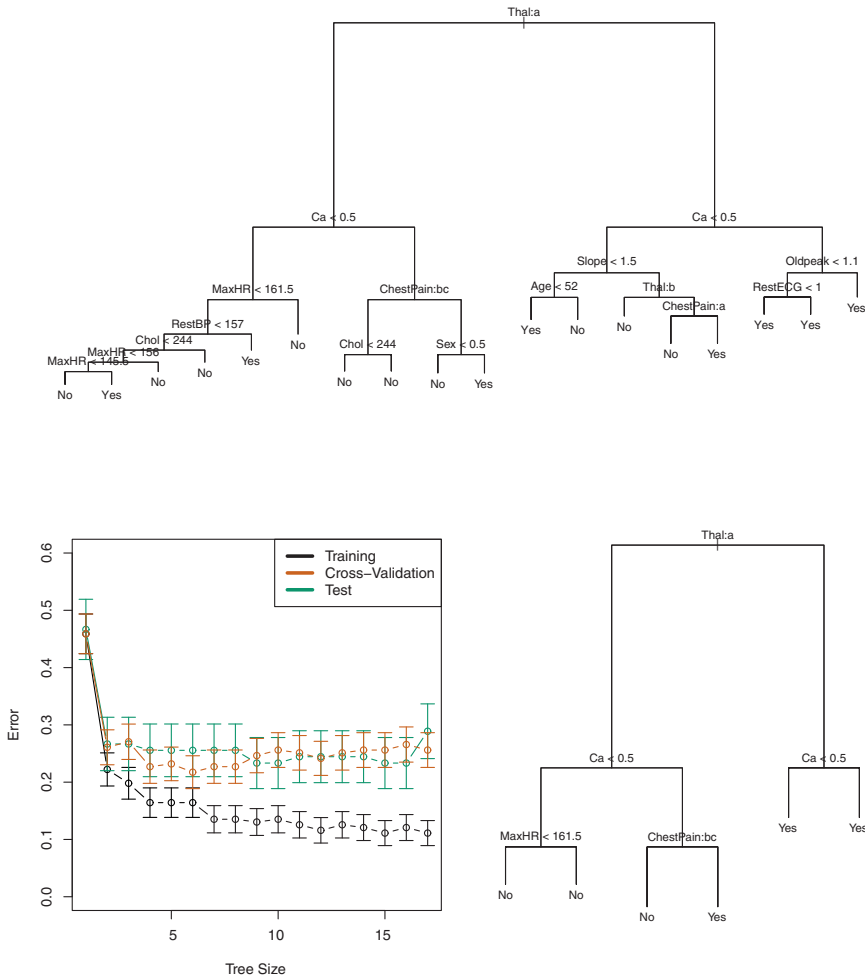 Thal:a
Ca < 0.5
Ca < 0.5
Slope < 1.5
Oldpeak < 1.1
MaxHR < 161.5
ChestPain:bc
Age < 52
Thal:b
RestECG < 1
ChestPain:a
RestBP < 157
Yes
No
No
Yes
Yes
Yes
Chol < 244
MaxHR < 156
MaxHR < 145.5
No
Yes
No
Chol < 244
Sex < 0.5
No
Yes
No
No
No
No
No
Yes
No
Yes
0.6
0.5
0.4
0.3
0.2
0.1
0.0
Error
Training
Cross−Validation
Test
5
10
15
Tree Size
Thal:a
Ca < 0.5
Ca < 0.5
MaxHR < 161.5
ChestPain:bc
Yes
Yes
No
No
No
Yes